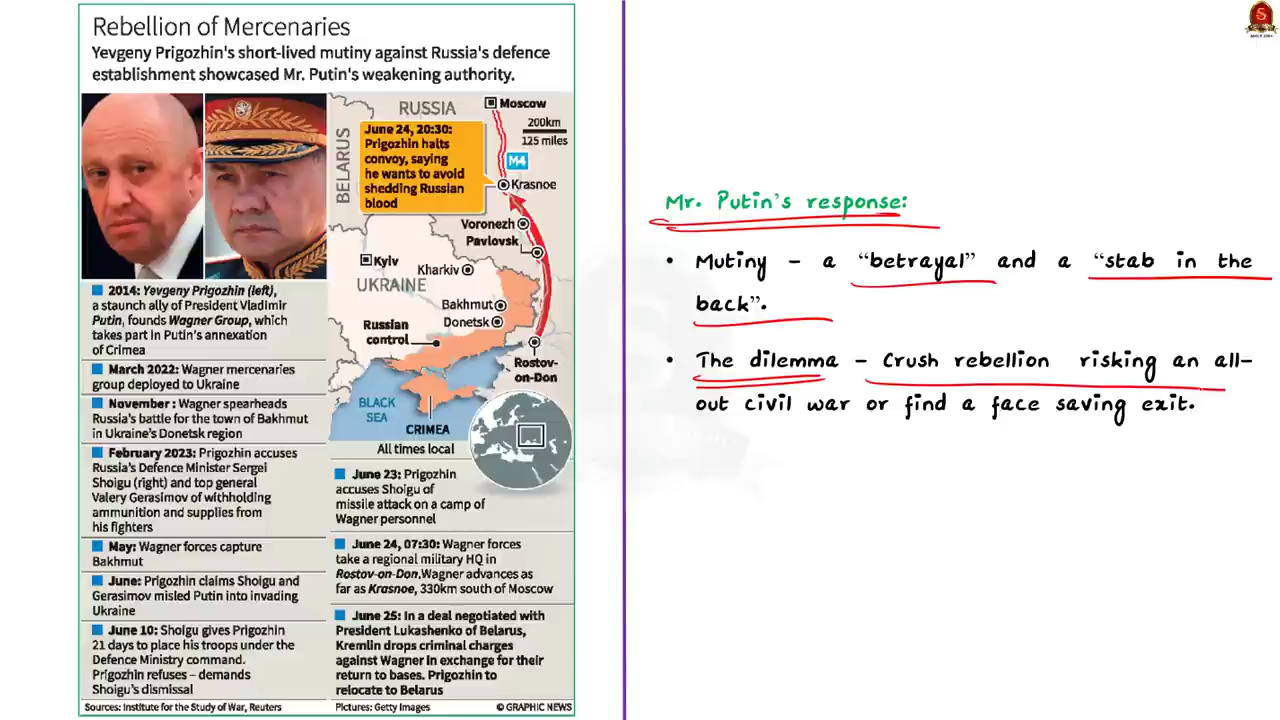 Rebellion of Mercenaries
Yevgeny Prigozhin's short-lived mutiny against Russia's defence
establishment showcased Mr. Putin's weakening authority.
2014: Yevgeny Prigozhin (left),
a staunch ally of President Vladimir
Putin, founds Wagner Group, which
takes part in Putin's annexation
of Crimea
March 2022: Wagner mercenaries
group deployed to Ukraine
November : Wagner spearheads
Russia's battle for the town of Bakhmut
in Ukraine's Donetsk region
February 2023: Prigozhin accuses
Russia's Defence Minister Sergei
Shoigu (right) and top general
Valery Gerasimov of withholding
ammunition and supplies from
his fighters
May: Wagner forces capture
Bakhmut
June: Prigozhin claims Shoigu and
Gerasimov misled Putin into invading
Ukraine
June 10: Shoigu gives Prigozhin
21 days to place his troops under the
Defence Ministry command.
Prigozhin refuses – demands
Shoigu's dismissal
RUSSIA
Moscow
200km
125 miles
BELARUS
June 24, 20:30:
Prigozhin halts
convoy, saying
he wants to avoid
shedding Russian
blood
M4
Krasnoe
Voronezh
Pavlovsk
Kyiv
Kharkiv
UKRAINE
Bakhmut
Donetsk
Russian
control
Rostov-
on-Don
BLACK
SEA
CRIMEA
All times local
June 23: Prigozhin
accuses Shoigu of
missile attack on a camp of
Wagner personnel
June 24, 07:30: Wagner forces
take a regional military HQ in
Rostov-on-Don.Wagner advances as
far as Krasnoe, 330km south of Moscow
June 25: In a deal negotiated with
President Lukashenko of Belarus,
Kremlin drops criminal charges
against Wagner in exchange for their
return to bases. Prigozhin to
relocate to Belarus
Sources: Institute for the Study of War, Reuters
Pictures: Getty Images
© GRAPHIC NEWS
Mr. Putin's response:
• Mutiny – a "betrayal" and a "stab in the
back".
• The dilemma – Crush rebellion risking an all-
out civil war or find a face saving exit.